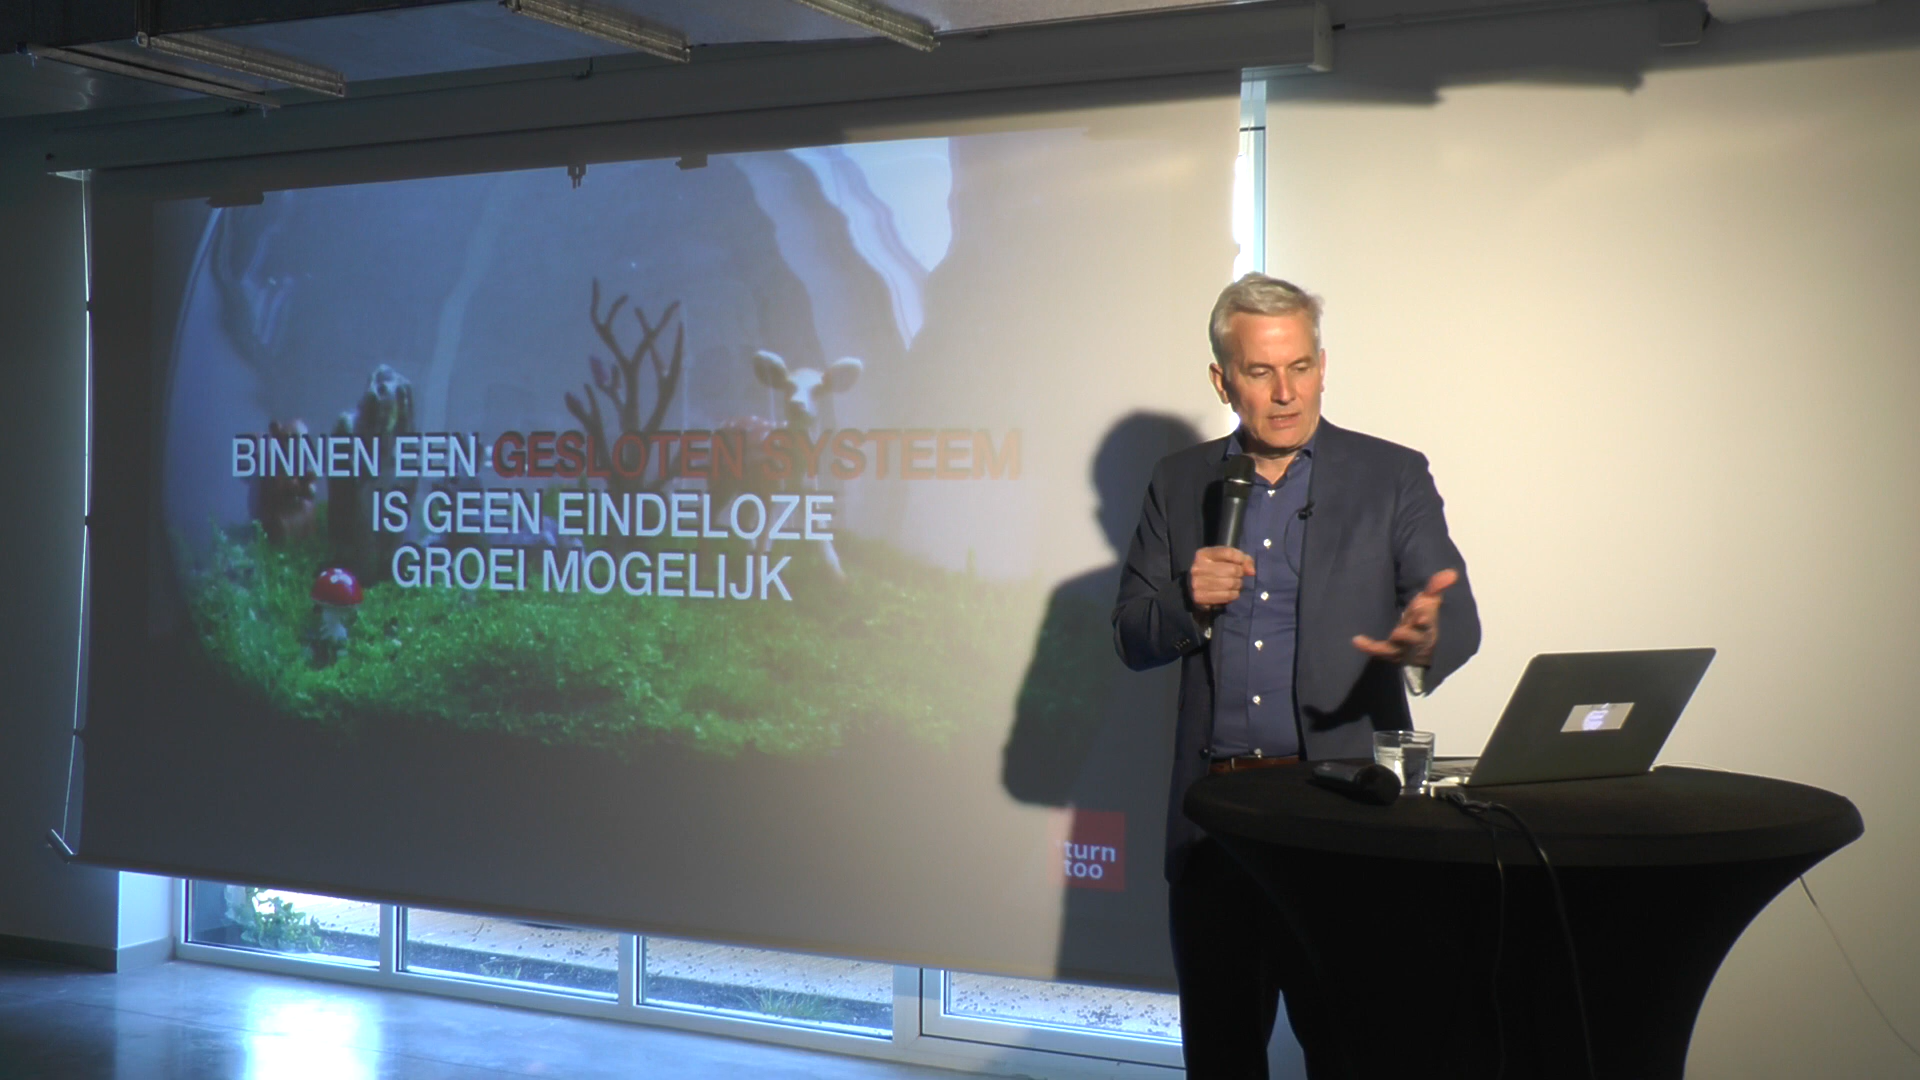 BINNEN EEN GESLOTEN SYSTEEM
IS GEEN EINDELOZE
GROEI MOGELIJK
turn
too